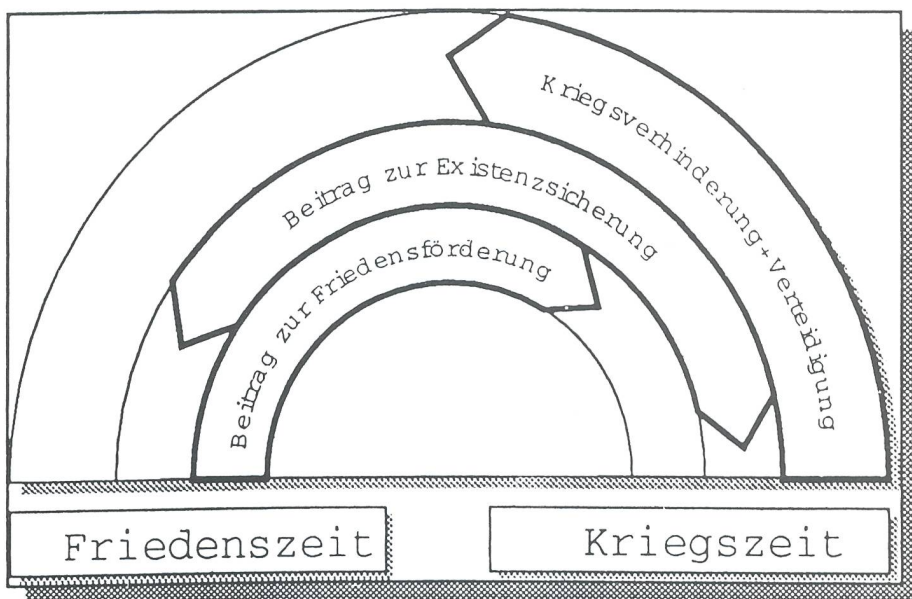 Kriegsverhinderung + Verteidigung
Beitrag zur Existenzsicherung
Beitrag zur Friedensförderung
Friedenszeit
Kriegszeit